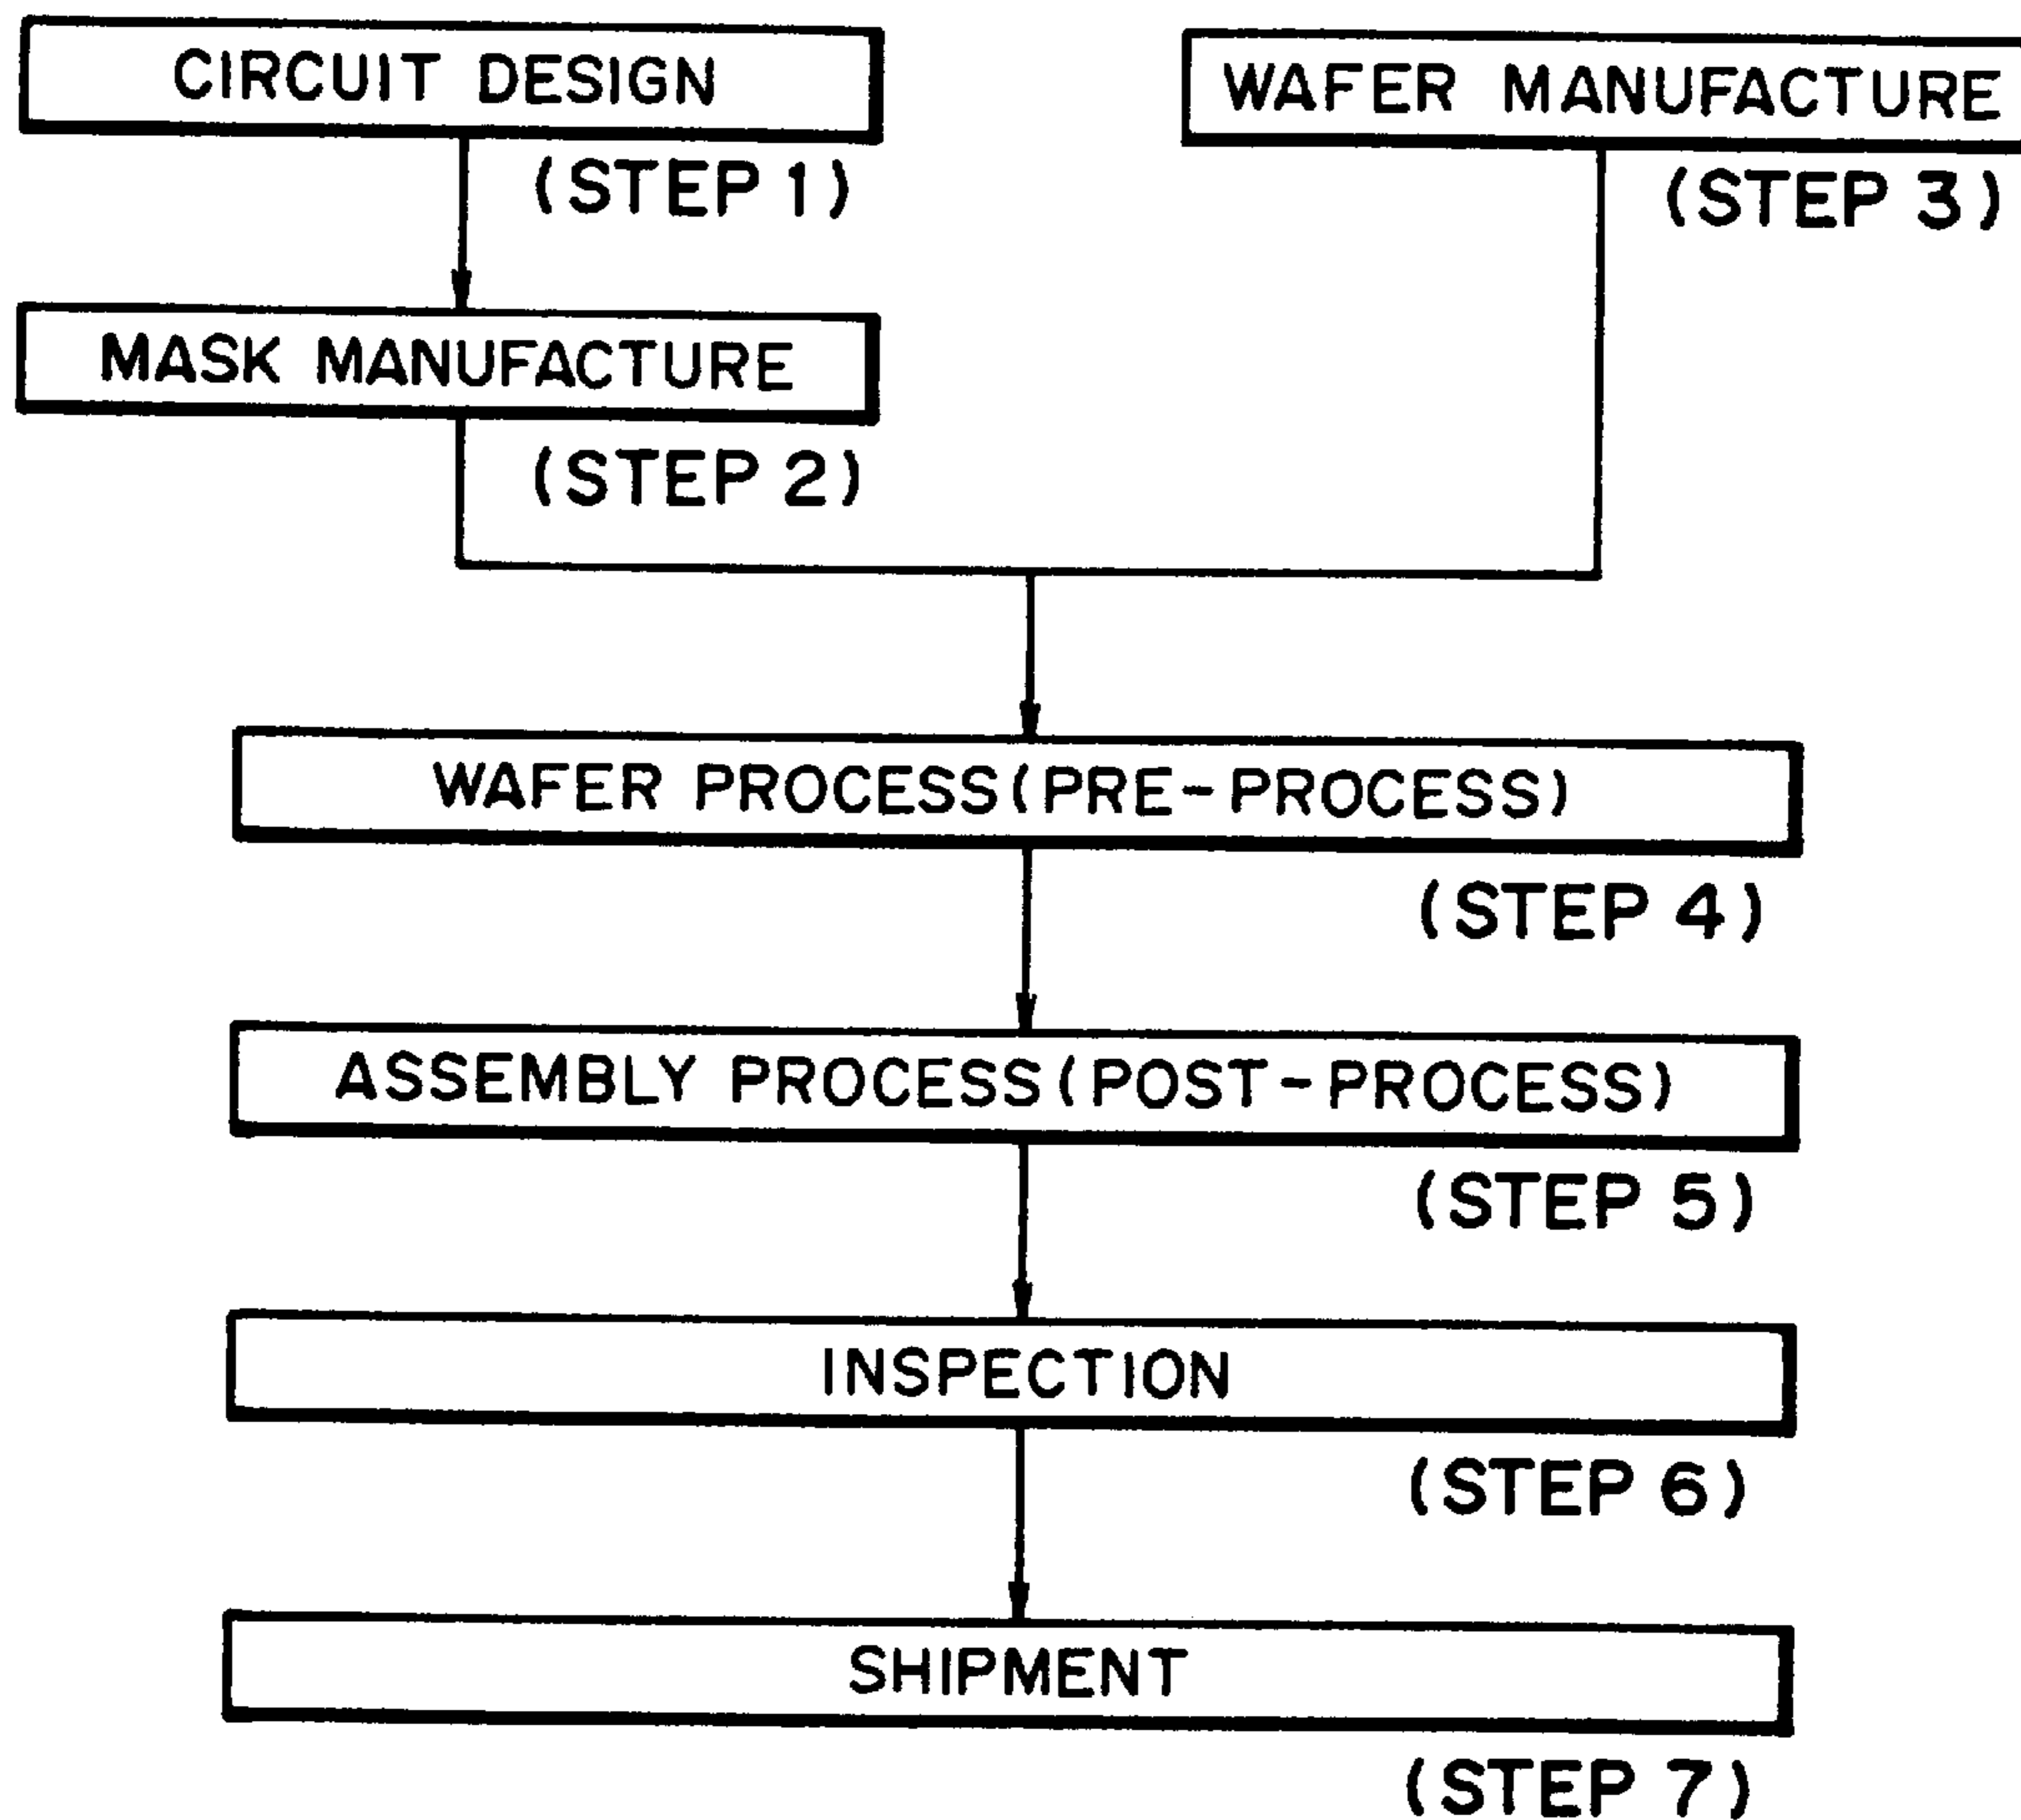 CIRCUIT DESIGN
(STEP 1)
MASK MANUFACTURE
(STEP 2)
WAFER MANUFACTURE
(STEP 3)
WAFER PROCESS(PRE-PROCESS)
(STEP 4)
ASSEMBLY PROCESS(POST-PROCESS)
(STEP 5)
INSPECTION
(STEP 6)
SHIPMENT
(STEP 7)